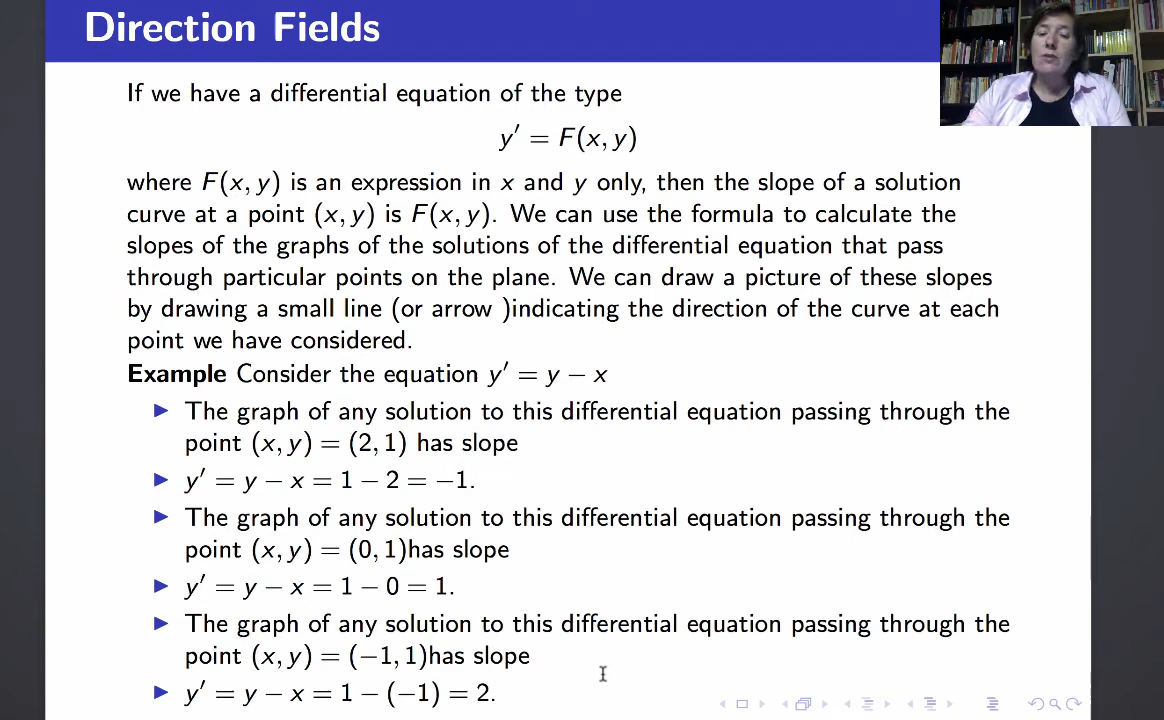 Direction Fields
If we have a differential equation of the type
y′ = F(x, y)
where F(x, y) is an expression in x and y only, then the slope of a solution
curve at a point (x, y) is F(x, y). We can use the formula to calculate the
slopes of the graphs of the solutions of the differential equation that pass
through particular points on the plane. We can draw a picture of these slopes
by drawing a small line (or arrow )indicating the direction of the curve at each
point we have considered.
Example Consider the equation y′ = y − x
▶ The graph of any solution to this differential equation passing through the
point (x, y) = (2, 1) has slope
▶ y′ = y − x = 1 − 2 = −1.
▶ The graph of any solution to this differential equation passing through the
point (x, y) = (0, 1)has slope
▶ y′ = y − x = 1 − 0 = 1.
▶ The graph of any solution to this differential equation passing through the
point (x, y) = (−1, 1)has slope
▶ y′ = y − x = 1 − (−1) = 2.